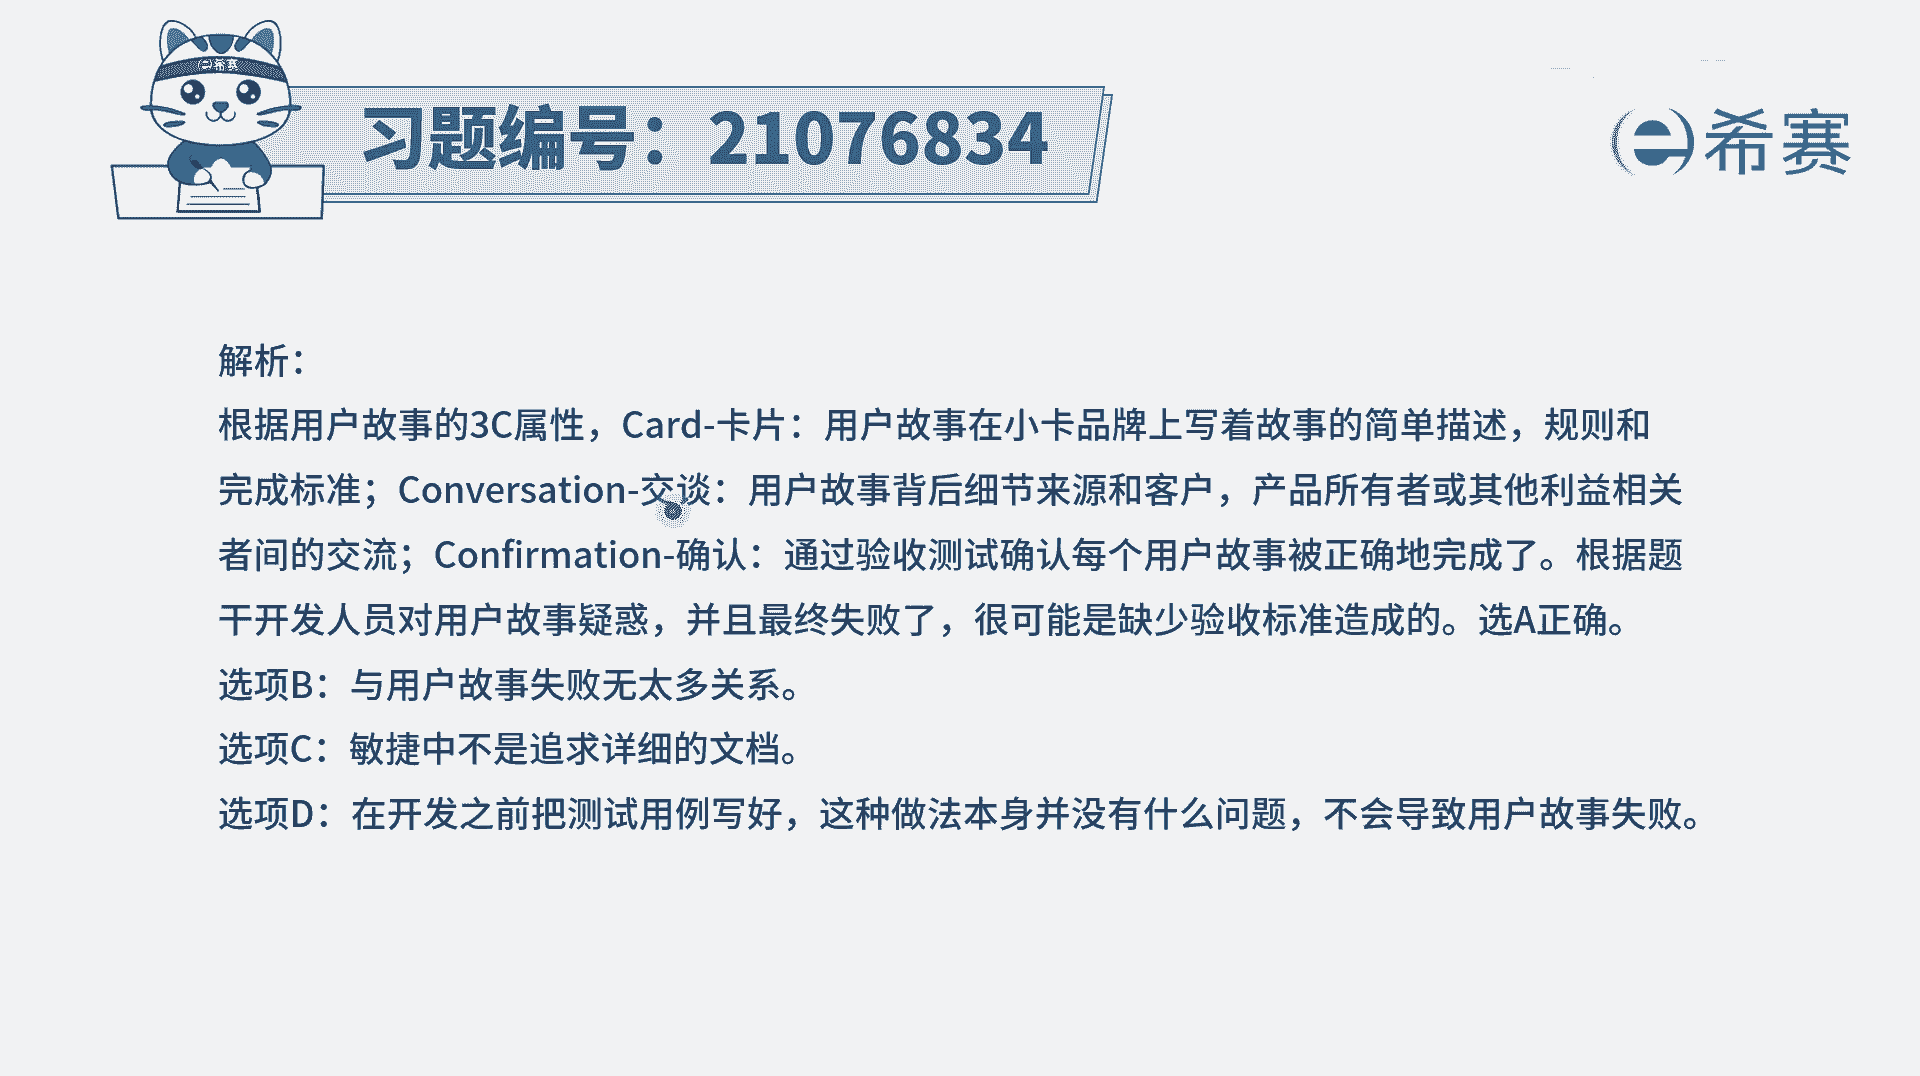 希赛
习题编号：21076834
希赛
解析：
根据用户故事的3C属性，Card-卡片：用户故事在小卡品牌上写着故事的简单描述，规则和
完成标准；Conversation-交谈：用户故事背后细节来源和客户，产品所有者或其他利益相关
者间的交流；Confirmation-确认：通过验收测试确认每个用户故事被正确地完成了。根据题
干开发人员对用户故事疑惑，并且最终失败了，很可能是缺少验收标准造成的。选A正确。
选项B：与用户故事失败无太多关系。
选项C：敏捷中不是追求详细的文档。
选项D：在开发之前把测试用例写好，这种做法本身并没有什么问题，不会导致用户故事失败。